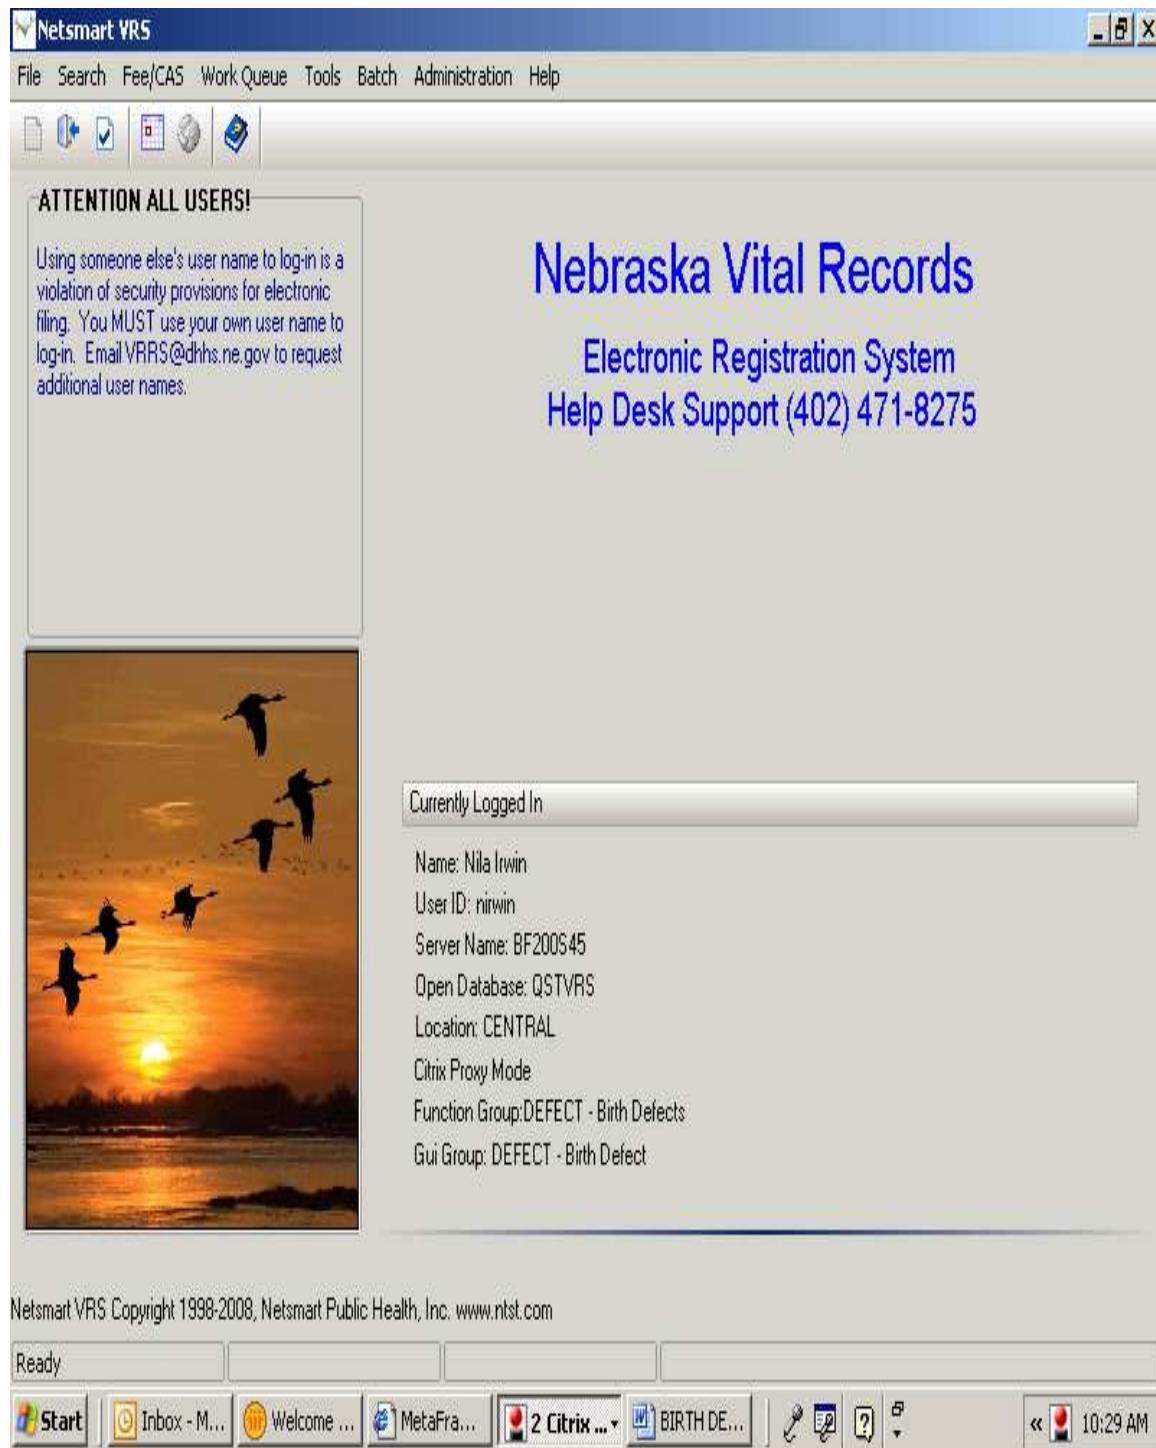 Netsmart VRS
File Search Fee/CAS Work Queue Tools Batch Administration Help
ATTENTION ALL USERS!
Using someone else's user name to log-in is a
violation of security provisions for electronic
filing. You MUST use your own user name to
log-in. Email VRRS@dhhs.ne.gov to request
additional user names.
Nebraska Vital Records
Electronic Registration System
Help Desk Support (402) 471-8275
Currently Logged In
Name: Nila Irwin
User ID: nirwin
Server Name: BF200S45
Open Database: QSTVRS
Location: CENTRAL
Citrix Proxy Mode
Function Group:DEFECT - Birth Defects
Gui Group: DEFECT - Birth Defect
Netsmart VRS Copyright 1998-2008, Netsmart Public Health, Inc. www.ntst.com
Ready
Start Inbox - M... Welcome ... MetaFra... 2 Citrix ... BIRTH DE... 10:29 AM